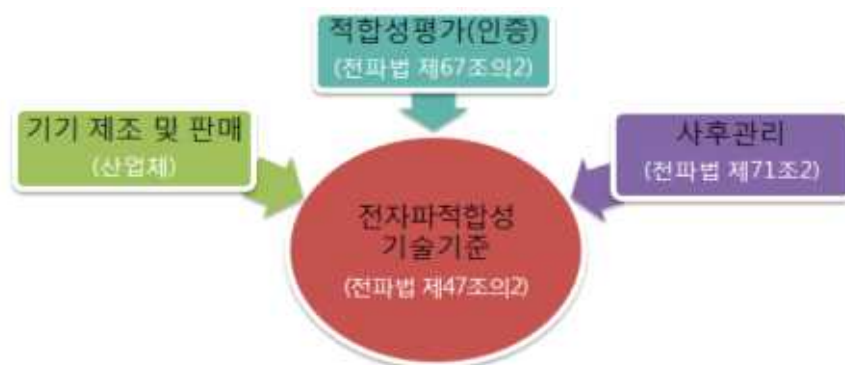 적합성평가(인증)
(전파법 제67조의2)
기기 제조 및 판매
(산업체)
사후관리
(전파법 제71조2)
전자파적합성
기술기준
(전파법 제47조의2)